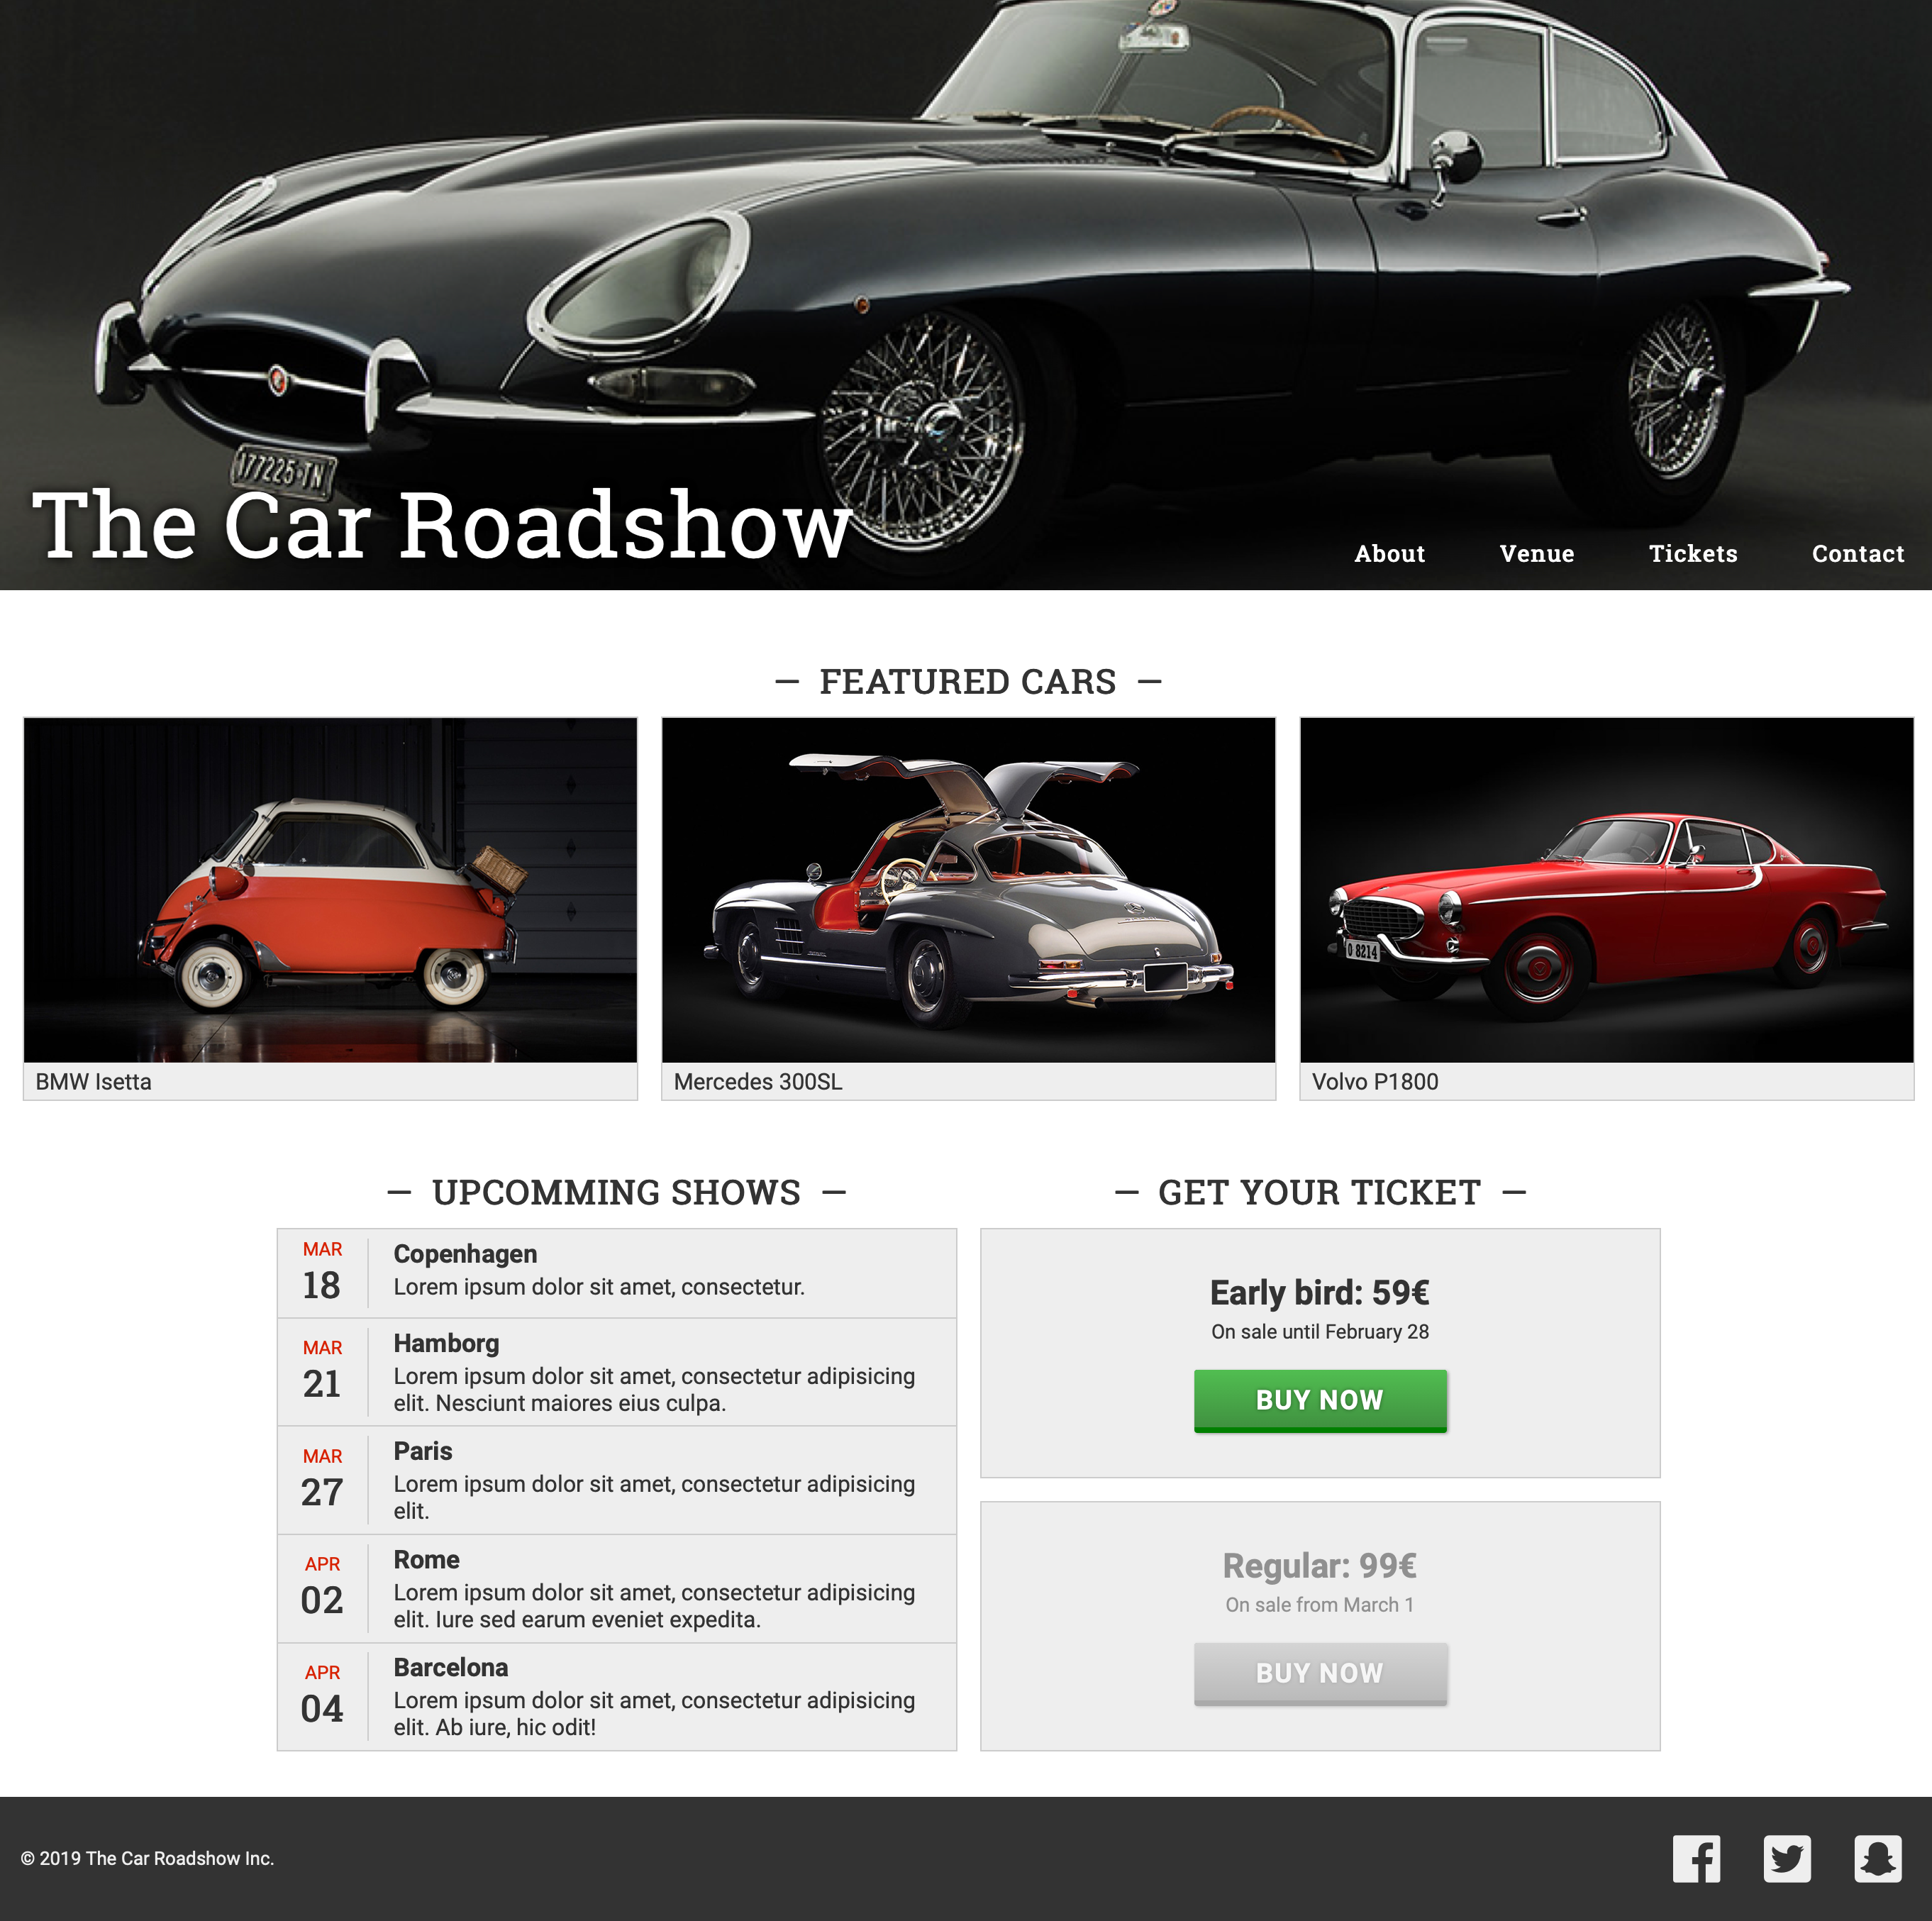 177225·TN
The Car Roadshow
About Venue Tickets Contact
— FEATURED CARS —
O 8214
BMW Isetta
Mercedes 300SL
Volvo P1800
— UPCOMMING SHOWS —
MAR
18
Copenhagen
Lorem ipsum dolor sit amet, consectetur.
MAR
21
Hamborg
Lorem ipsum dolor sit amet, consectetur adipisicing
elit. Nesciunt maiores eius culpa.
MAR
27
Paris
Lorem ipsum dolor sit amet, consectetur adipisicing
elit.
APR
02
Rome
Lorem ipsum dolor sit amet, consectetur adipisicing
elit. Iure sed earum eveniet expedita.
APR
04
Barcelona
Lorem ipsum dolor sit amet, consectetur adipisicing
elit. Ab iure, hic odit!
— GET YOUR TICKET —
Early bird: 59€
On sale until February 28
BUY NOW
Regular: 99€
On sale from March 1
BUY NOW
© 2019 The Car Roadshow Inc.